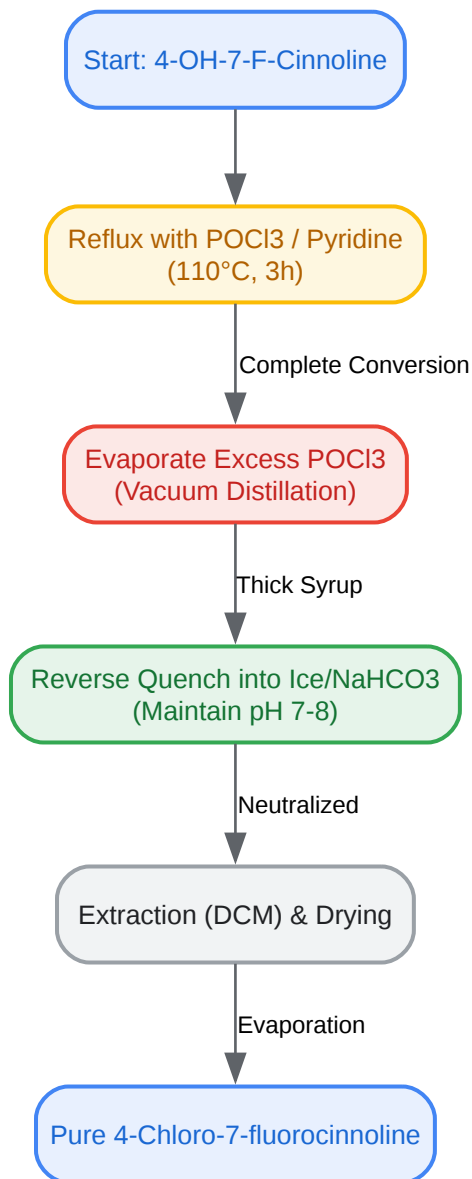 Start: 4-OH-7-F-Cinnoline
Reflux with POCl3 / Pyridine
(110°C, 3h)
Complete Conversion
Evaporate Excess POCl3
(Vacuum Distillation)
Thick Syrup
Reverse Quench into Ice/NaHCO3
(Maintain pH 7-8)
Neutralized
Extraction (DCM) & Drying
Evaporation
Pure 4-Chloro-7-fluorocinnoline